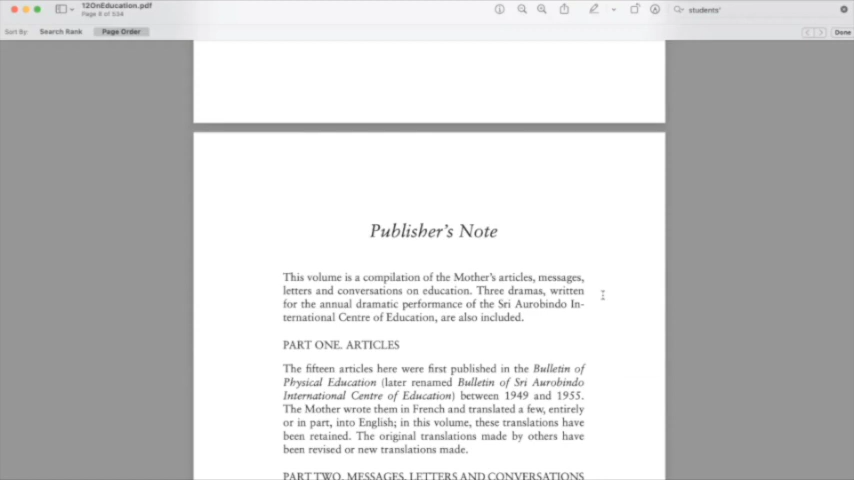 12OnEducation.pdf
Page 8 of 534
students'
Sort By: Search Rank Page Order Done
Publisher's Note
This volume is a compilation of the Mother's articles, messages,
letters and conversations on education. Three dramas, written
for the annual dramatic performance of the Sri Aurobindo In-
ternational Centre of Education, are also included.
PART ONE. ARTICLES
The fifteen articles here were first published in the Bulletin of
Physical Education (later renamed Bulletin of Sri Aurobindo
International Centre of Education) between 1949 and 1955.
The Mother wrote them in French and translated a few, entirely
or in part, into English; in this volume, these translations have
been retained. The original translations made by others have
been revised or new translations made.
PART TWO. MESSAGES, LETTERS AND CONVERSATIONS